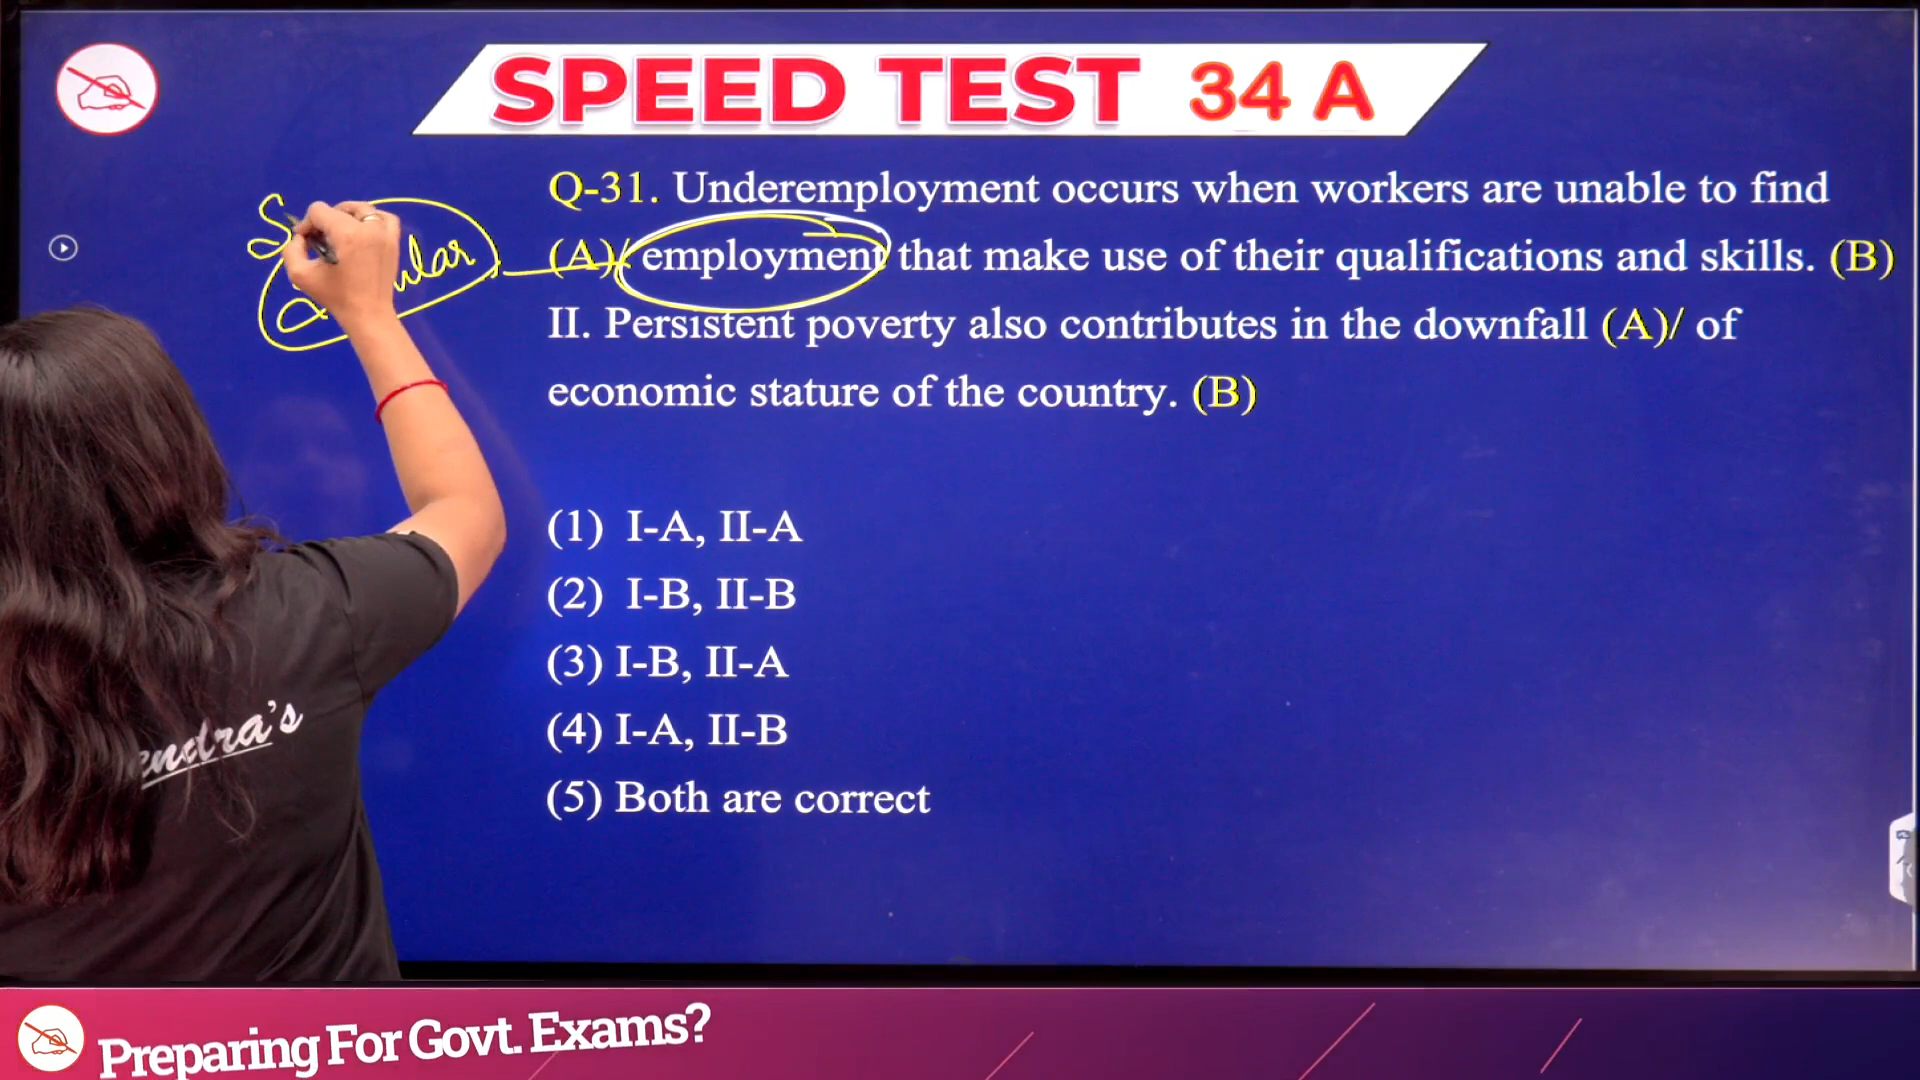 SPEED TEST 34 A
Q-31. Underemployment occurs when workers are unable to find
(A)/ employment that make use of their qualifications and skills. (B)
II. Persistent poverty also contributes in the downfall (A)/ of
economic stature of the country. (B)
(1) I-A, II-A
(2) I-B, II-B
(3) I-B, II-A
(4) I-A, II-B
(5) Both are correct
endra's
Preparing For Govt. Exams?